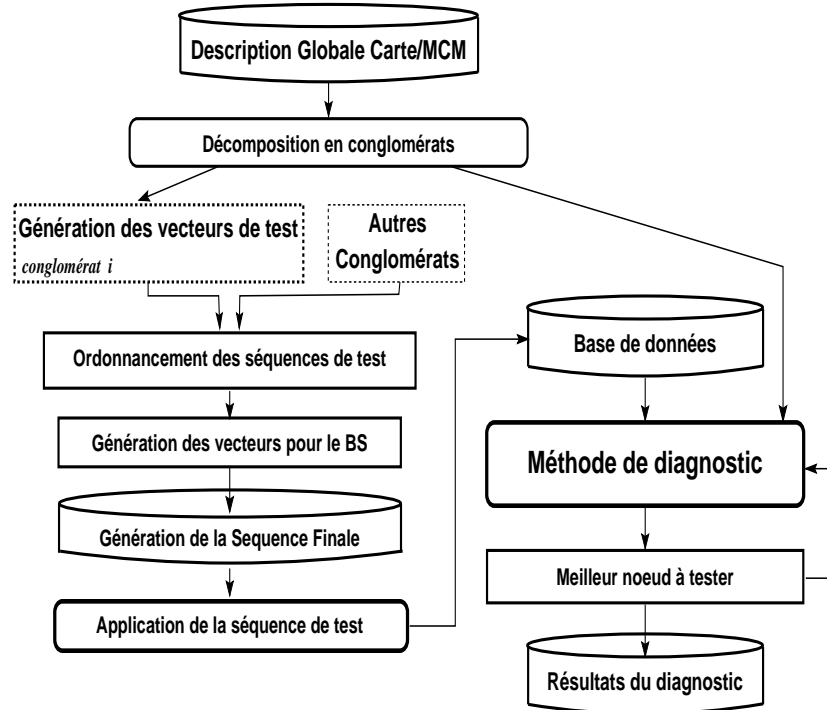 Description Globale Carte/MCM
Décomposition en conglomérats
Génération des vecteurs de test
conglomérat i
Autres
Conglomérats
Ordonnancement des séquences de test
Base de données
Génération des vecteurs pour le BS
Méthode de diagnostic
Génération de la Sequence Finale
Meilleur noeud à tester
Application de la séquence de test
Résultats du diagnostic